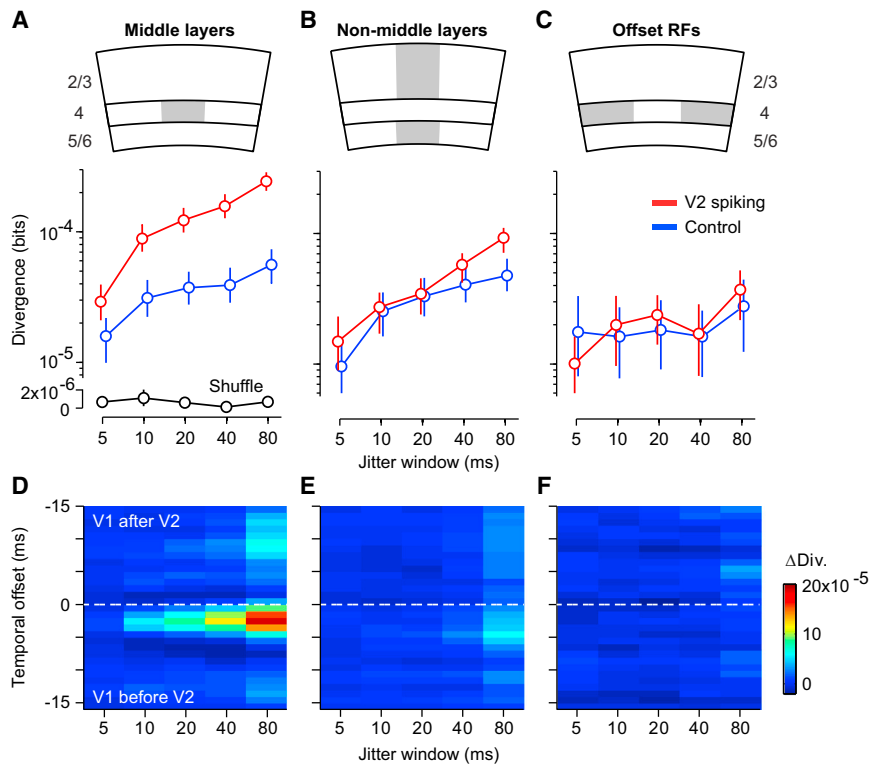 A
Middle layers
B
Non-middle layers
C
Offset RFs
2/3
4
5/6
2/3
4
5/6
Divergence (bits)
10-4
10-5
2x10-6
0
Shuffle
V2 spiking
Control
5 10 20 40 80
5 10 20 40 80
5 10 20 40 80
Jitter window (ms)
D
E
F
Temporal offset (ms)
-15
0
-15
V1 after V2
V1 before V2
ΔDiv.
20x10-5
10
0
5 10 20 40 80
5 10 20 40 80
5 10 20 40 80
Jitter window (ms)